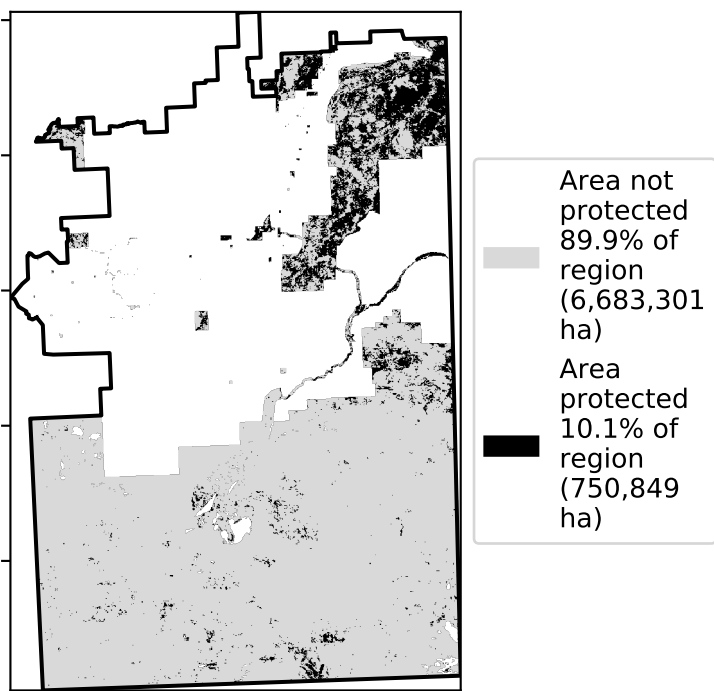 Area not
protected
89.9% of
region
(6,683,301
ha)
Area
protected
10.1% of
region
(750,849
ha)